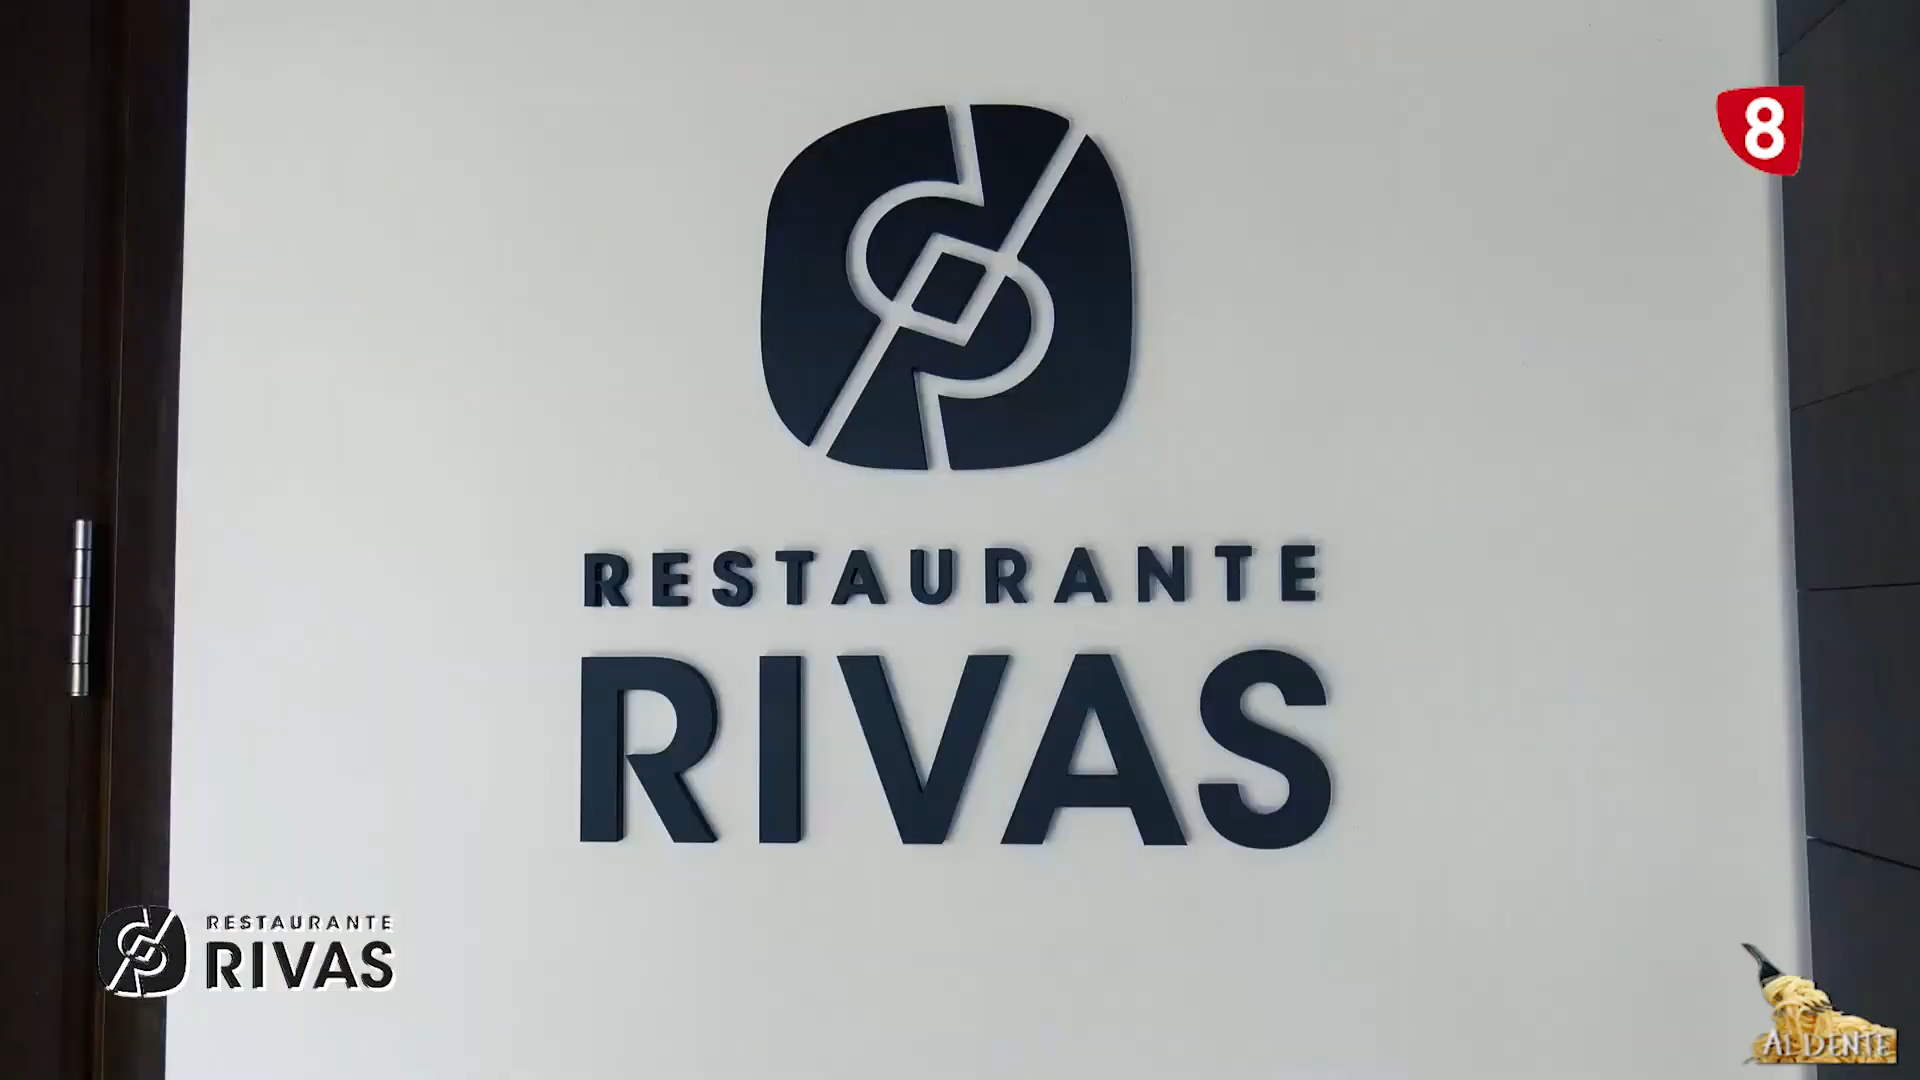 8
RESTAURANTE
RIVAS
RESTAURANTE
RIVAS
AL DENTE